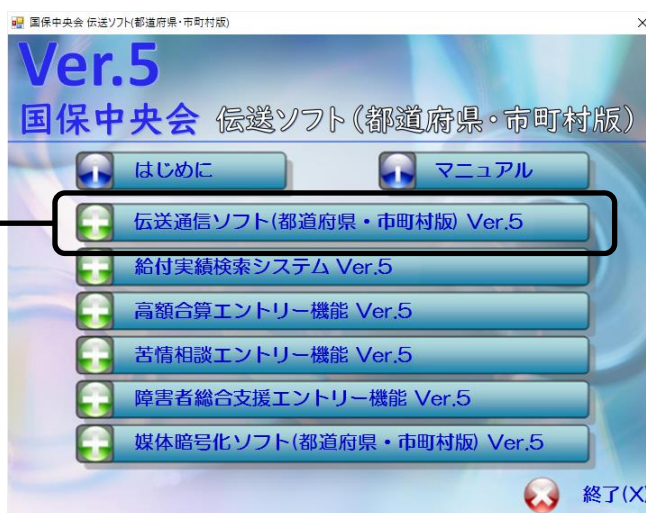 国保中央会 伝送ソフト(都道府県・市町村版)
Ver.5
国保中央会 伝送ソフト(都道府県・市町村版)
はじめに
マニュアル
伝送通信ソフト(都道府県・市町村版) Ver.5
給付実績検索システム Ver.5
高額合算エントリー機能 Ver.5
苦情相談エントリー機能 Ver.5
障害者総合支援エントリー機能 Ver.5
媒体暗号化ソフト(都道府県・市町村版) Ver.5
終了(X)